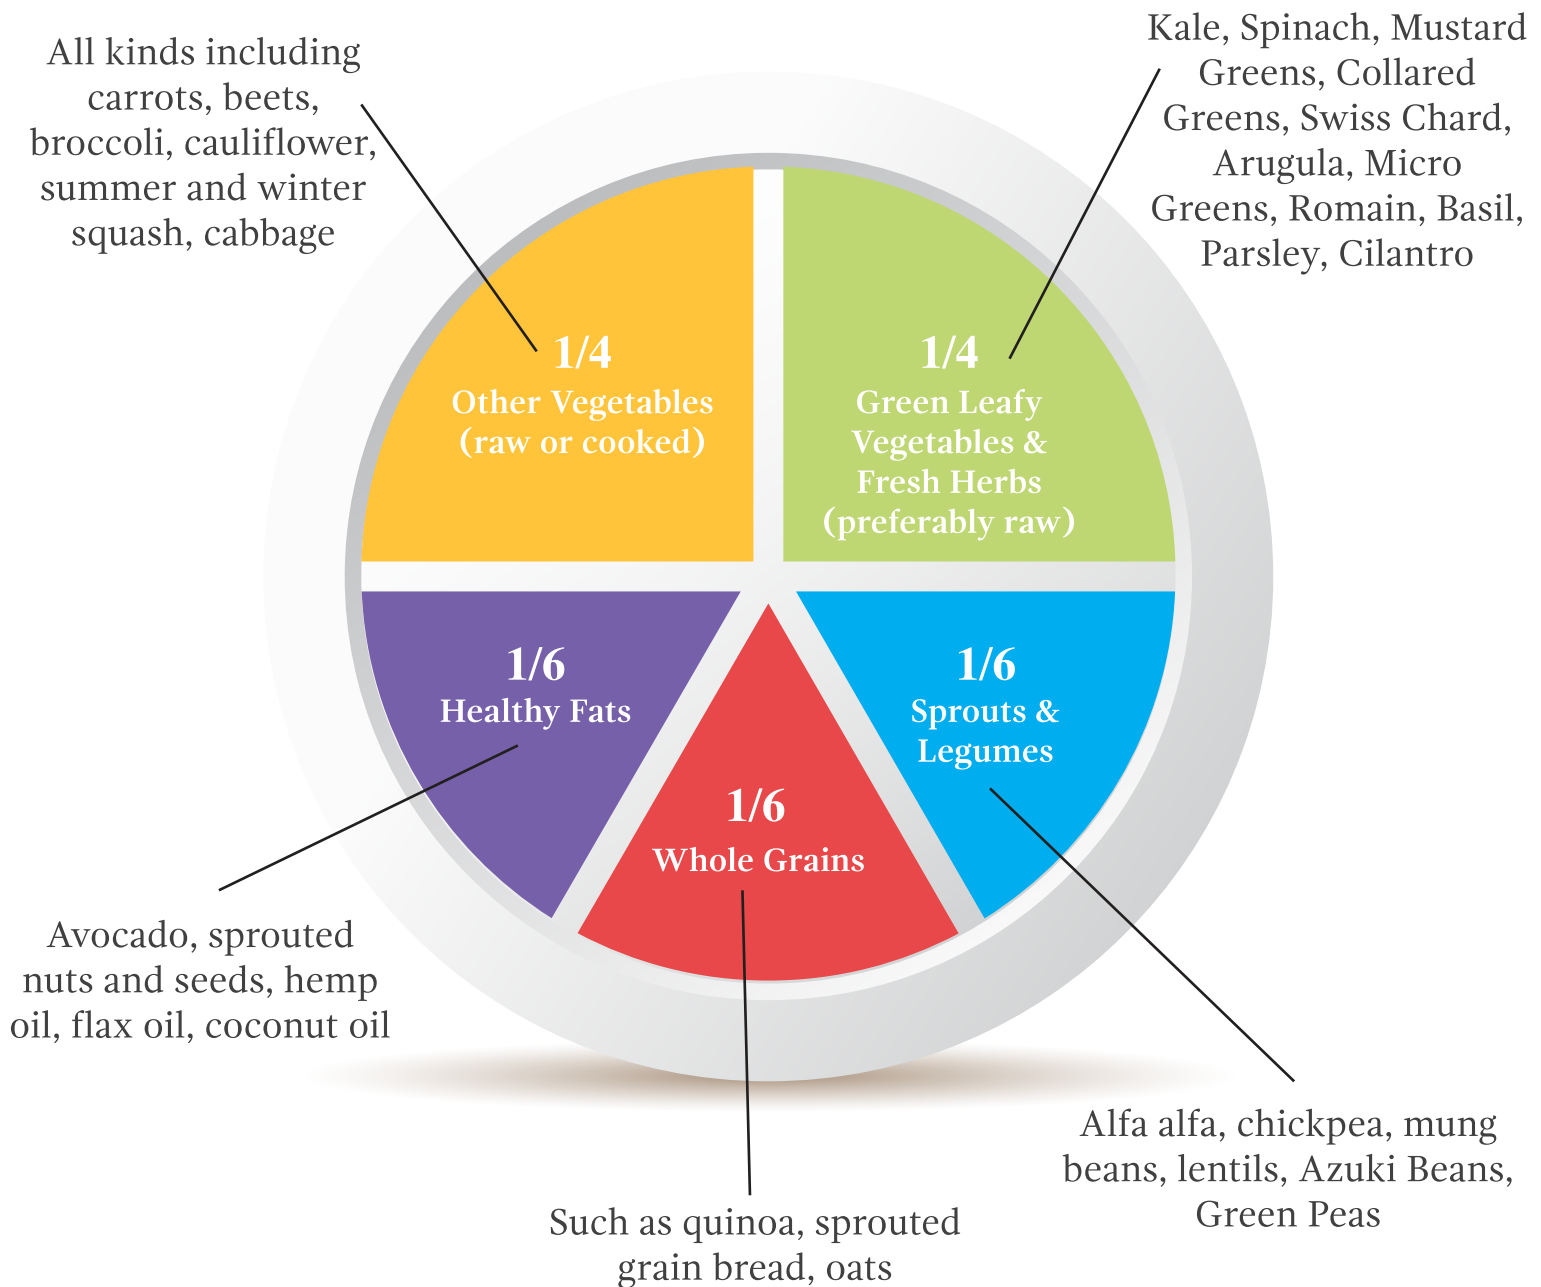 All kinds including
carrots, beets,
broccoli, cauliflower,
summer and winter
squash, cabbage
Kale, Spinach, Mustard
Greens, Collared
Greens, Swiss Chard,
Arugula, Micro
Greens, Romain, Basil,
Parsley, Cilantro
1/4
Other Vegetables
(raw or cooked)
1/4
Green Leafy
Vegetables &
Fresh Herbs
(preferably raw)
1/6
Healthy Fats
1/6
Whole Grains
1/6
Sprouts &
Legumes
Avocado, sprouted
nuts and seeds, hemp
oil, flax oil, coconut oil
Such as quinoa, sprouted
grain bread, oats
Alfa alfa, chickpea, mung
beans, lentils, Azuki Beans,
Green Peas